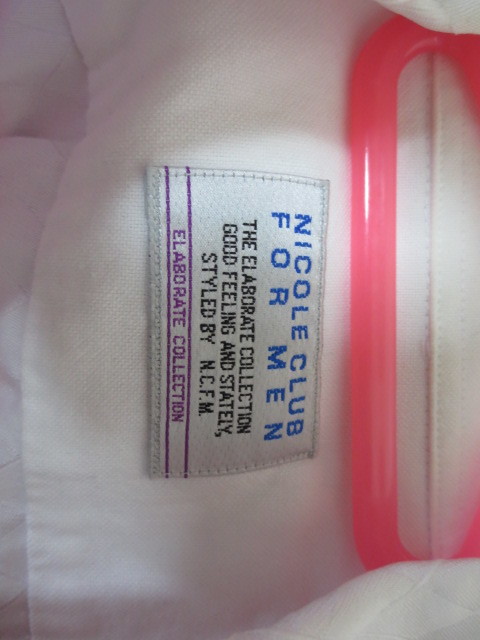 NICOLE CLUB
FOR MEN
THE ELABORATE COLLECTION
GOOD FEELING AND STATELY,
STYLED BY N.C.F.M.
ELABORATE COLLECTION